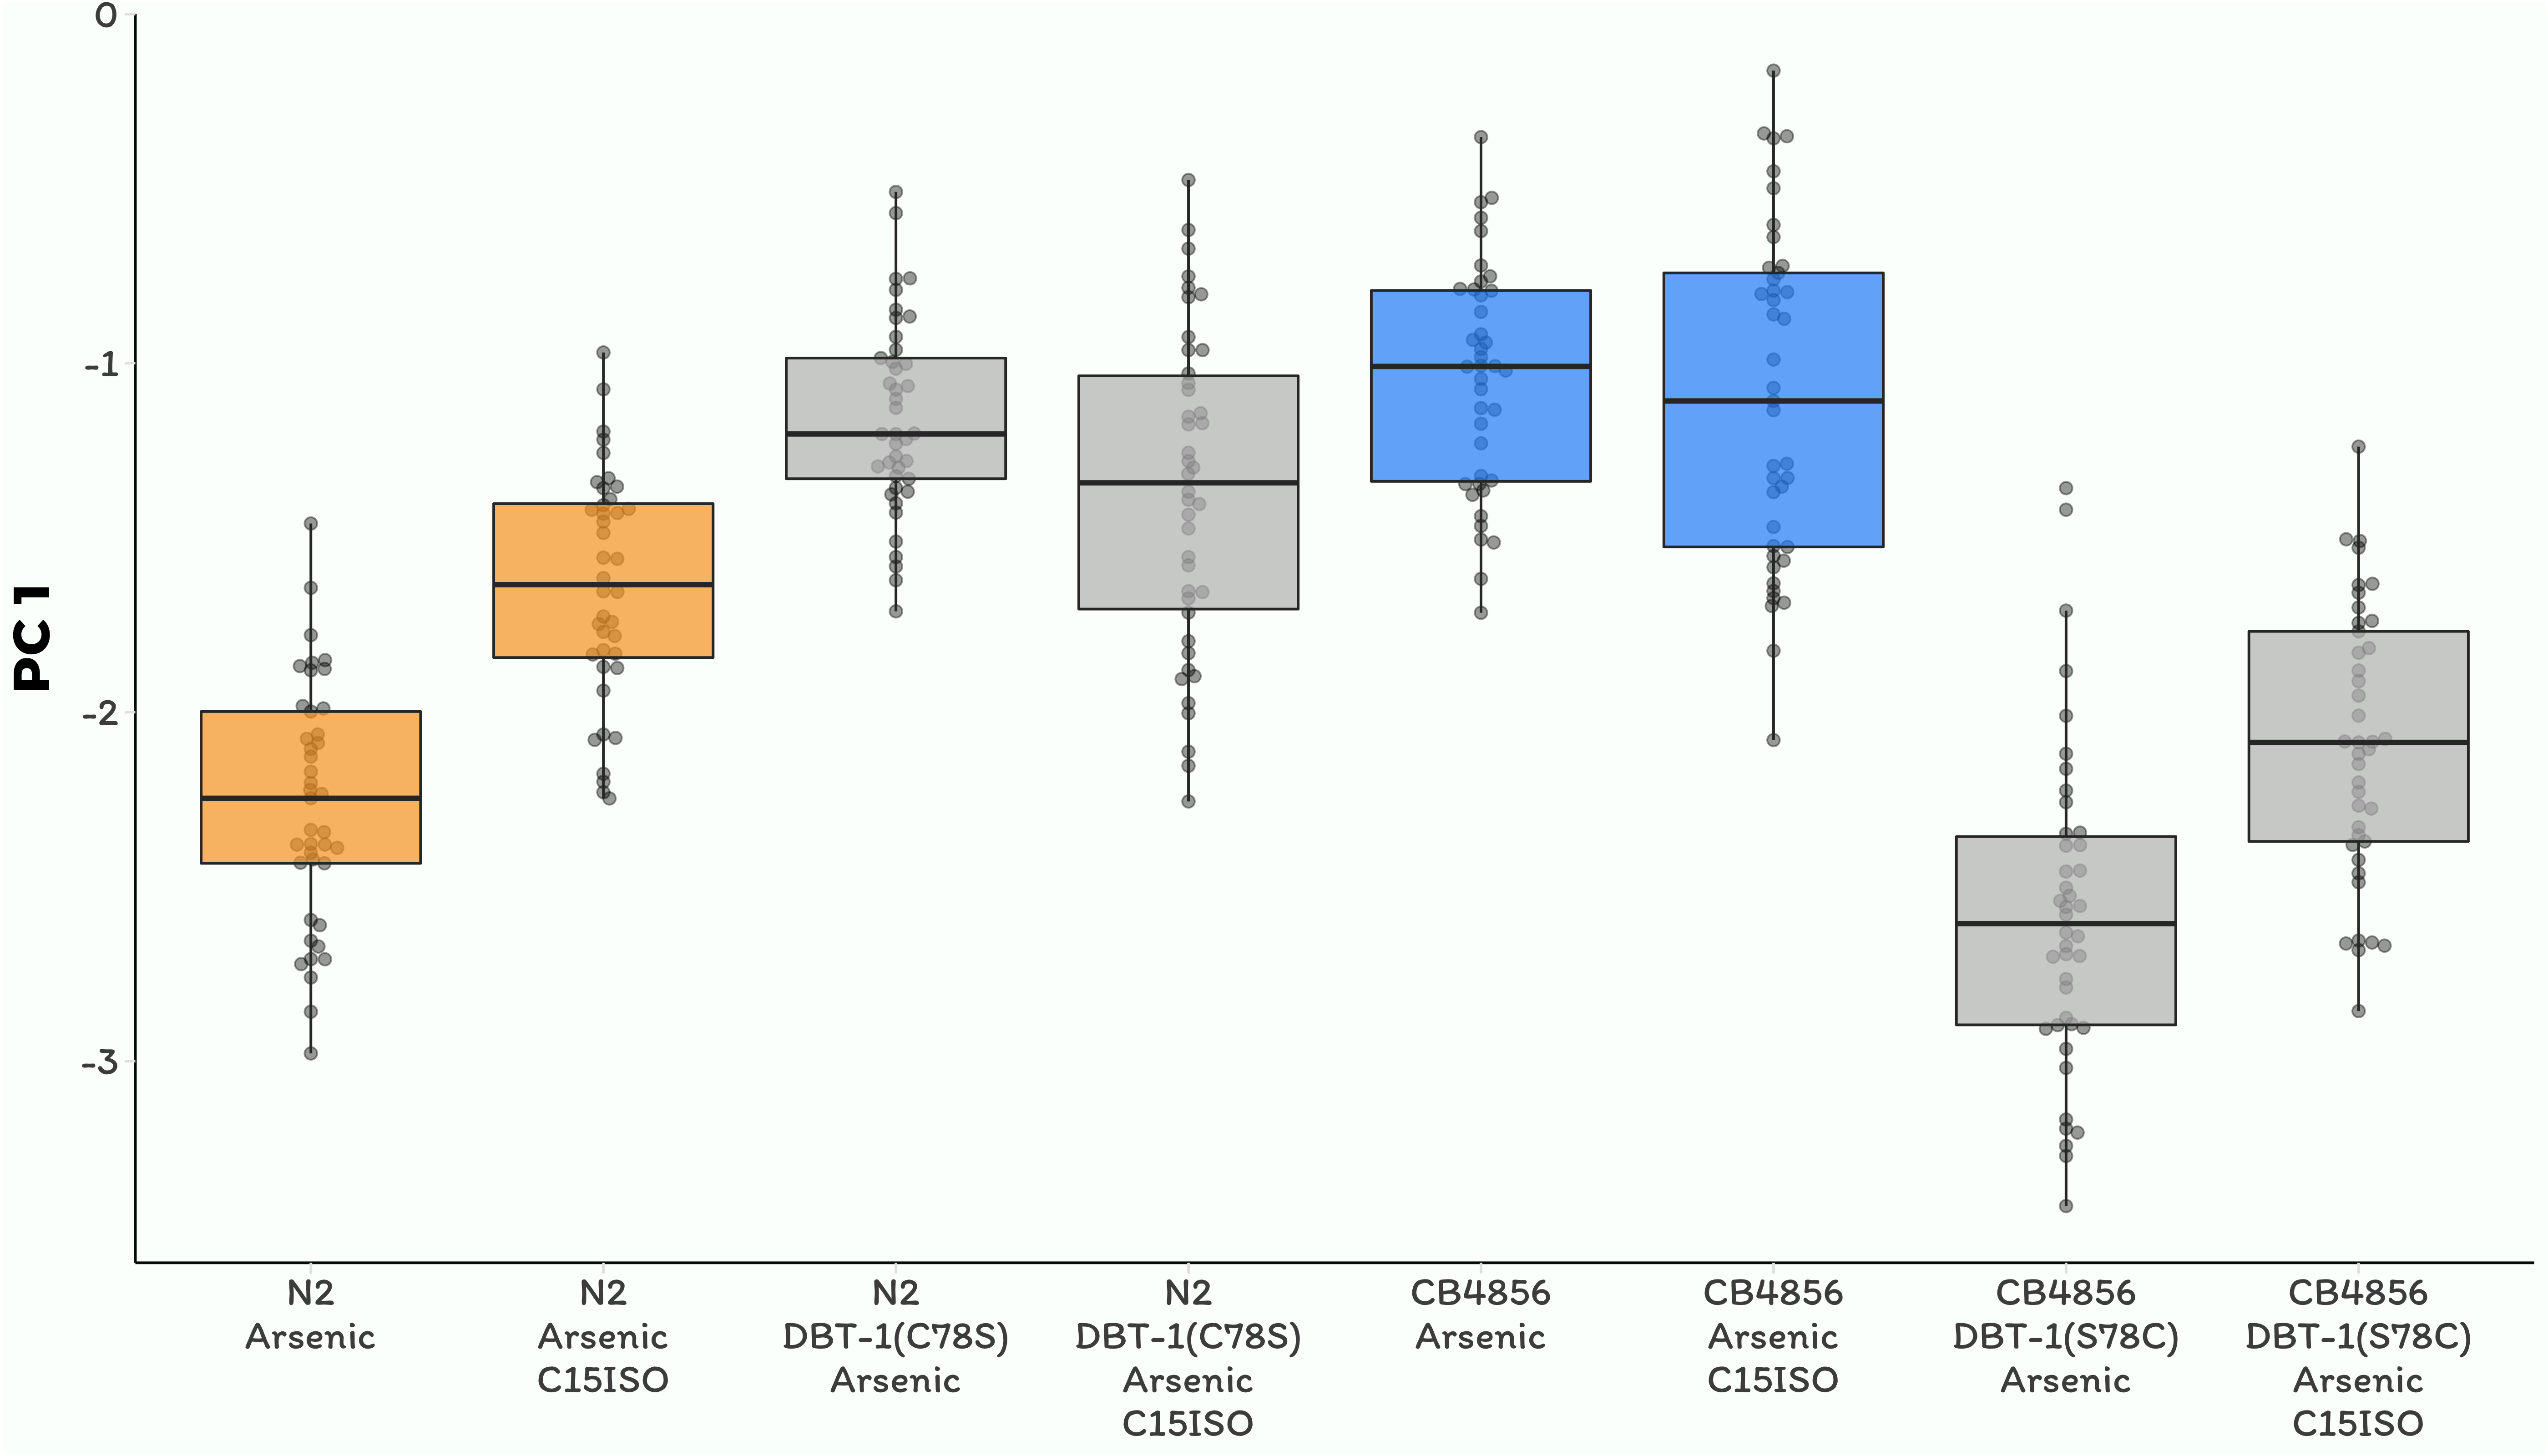 0
-1
-2
-3
PC 1
N2
Arsenic
N2
Arsenic
C15ISO
N2
DBT-1(C78S)
Arsenic
N2
DBT-1(C78S)
Arsenic
C15ISO
CB4856
Arsenic
CB4856
Arsenic
C15ISO
CB4856
DBT-1(S78C)
Arsenic
CB4856
DBT-1(S78C)
Arsenic
C15ISO